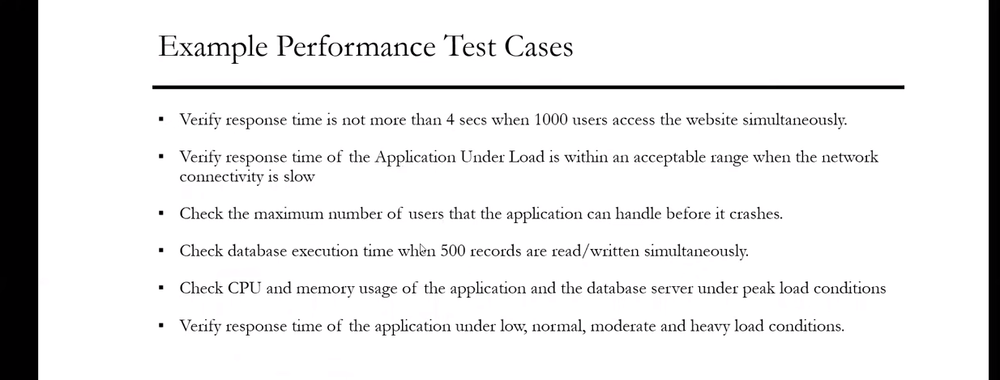 Example Performance Test Cases
▪ Verify response time is not more than 4 secs when 1000 users access the website simultaneously.
▪ Verify response time of the Application Under Load is within an acceptable range when the network
connectivity is slow
▪ Check the maximum number of users that the application can handle before it crashes.
▪ Check database execution time when 500 records are read/written simultaneously.
▪ Check CPU and memory usage of the application and the database server under peak load conditions
▪ Verify response time of the application under low, normal, moderate and heavy load conditions.